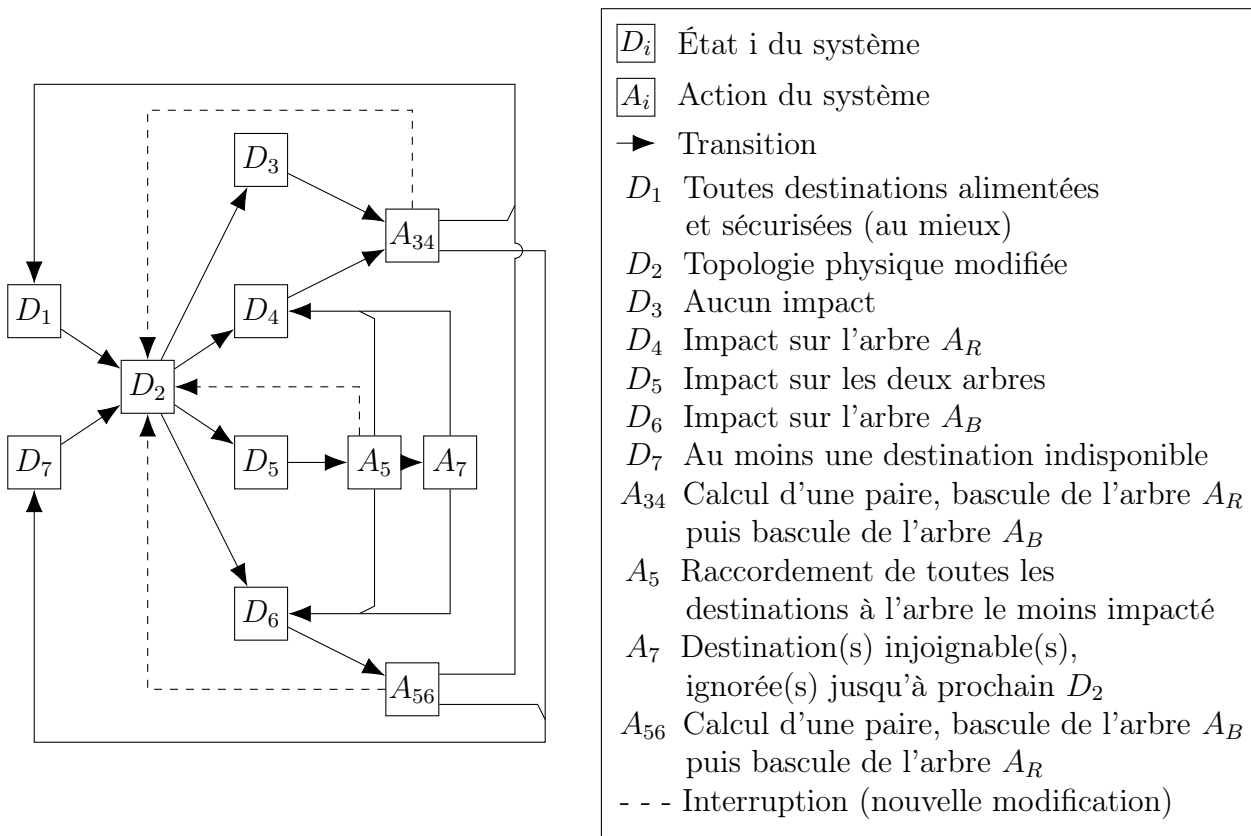 D1
D7
D2
D3
D4
D5
D6
A34
A5
A7
A56
Di État i du système
Ai Action du système
Transition
D1 Toutes destinations alimentées
et sécurisées (au mieux)
D2 Topologie physique modifiée
D3 Aucun impact
D4 Impact sur l'arbre AR
D5 Impact sur les deux arbres
D6 Impact sur l'arbre AB
D7 Au moins une destination indisponible
A34 Calcul d'une paire, bascule de l'arbre AR
puis bascule de l'arbre AB
A5 Raccordement de toutes les
destinations à l'arbre le moins impacté
A7 Destination(s) injoignable(s),
ignorée(s) jusqu'à prochain D2
A56 Calcul d'une paire, bascule de l'arbre AB
puis bascule de l'arbre AR
- - - Interruption (nouvelle modification)